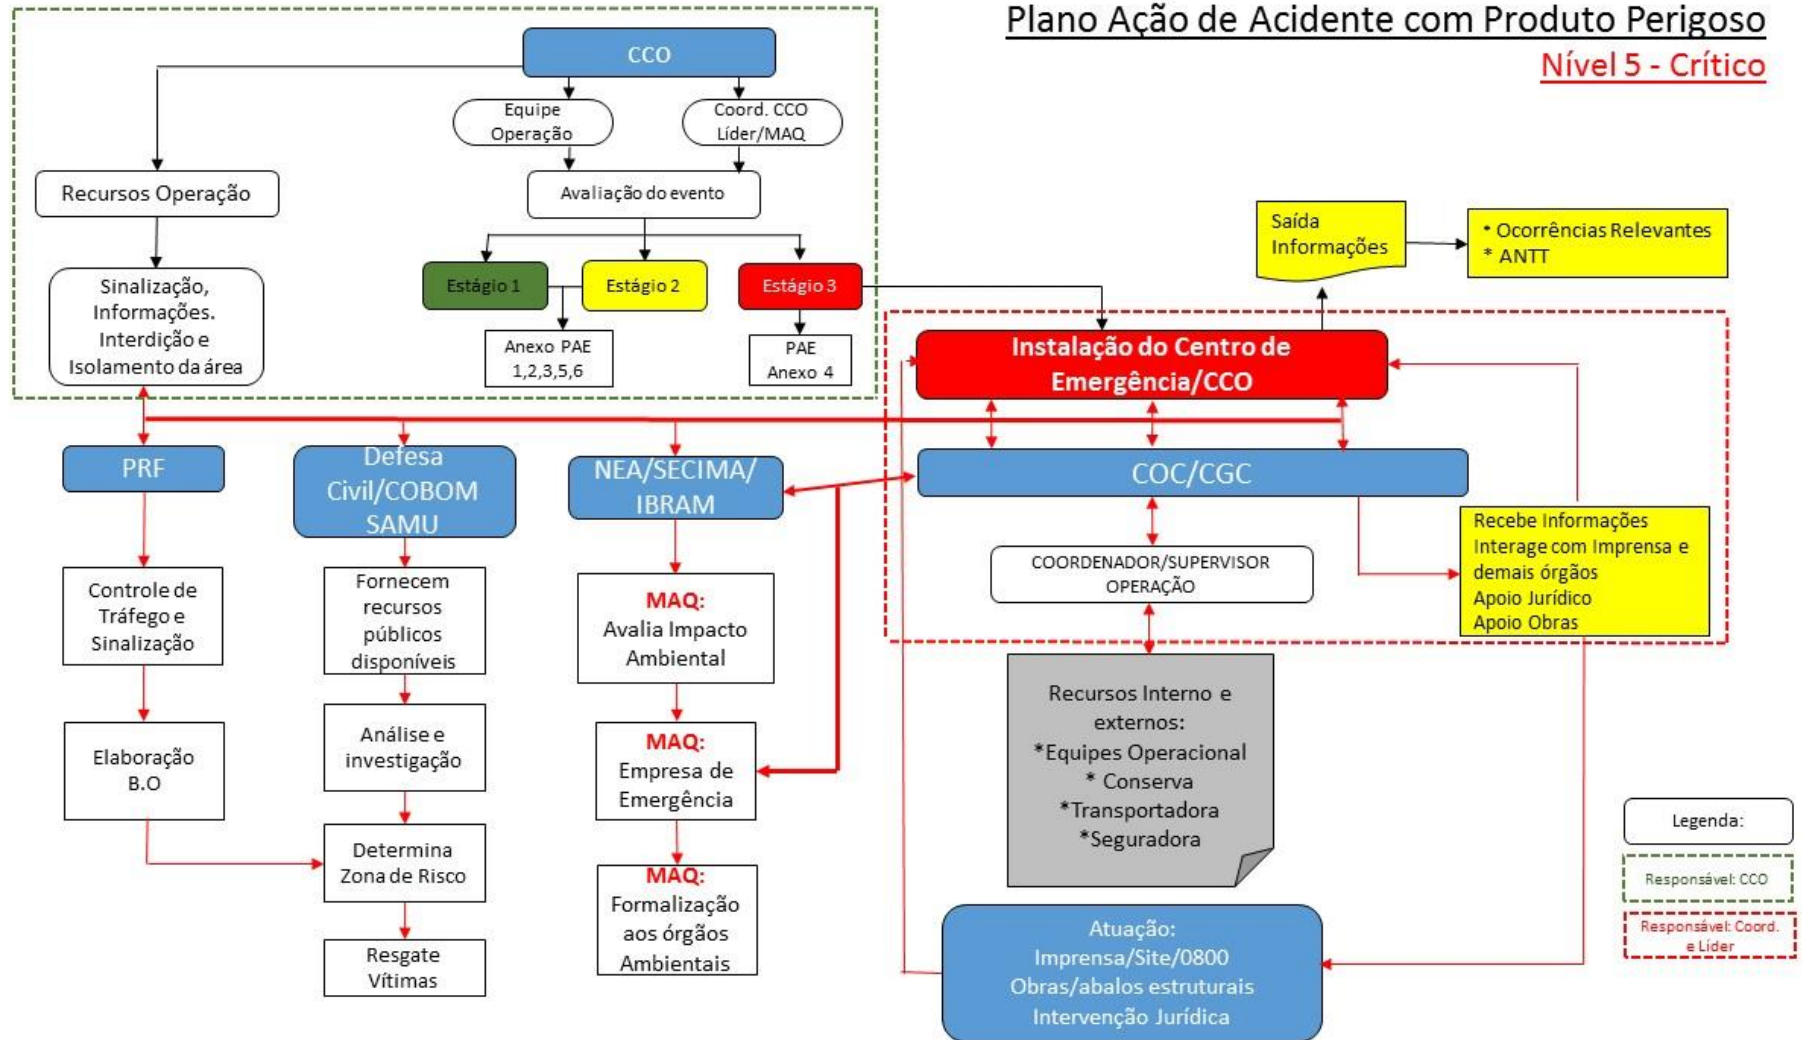 Plano Ação de Acidente com Produto Perigoso
Nível 5 - Crítico
CCO
Equipe
Operação
Coord. CCO
Líder/MAQ
Recursos Operação
Avaliação do evento
Sinalização,
Informações.
Interdição e
Isolamento da área
Estágio 1
Estágio 2
Estágio 3
Anexo PAE
1,2,3,5,6
PAE
Anexo 4
Saída
Informações
* Ocorrências Relevantes
* ANTT
Instalação do Centro de
Emergência/CCO
PRF
Defesa
Civil/COBOM
SAMU
NEA/SECIMA/
IBRAM
COC/CGC
Recebe Informações
Interage com Imprensa e
demais órgãos
Apoio Jurídico
Apoio Obras
COORDENADOR/SUPERVISOR
OPERAÇÃO
Controle de
Tráfego e
Sinalização
Fornecem
recursos
públicos
disponíveis
MAQ:
Avalia Impacto
Ambiental
Elaboração
B.O
Análise e
investigação
MAQ:
Empresa de
Emergência
Recursos Interno e
externos:
*Equipes Operacional
* Conserva
*Transportadora
*Seguradora
Determina
Zona de Risco
MAQ:
Formalização
aos órgãos
Ambientais
Resgate
Vítimas
Atuação:
Imprensa/Site/0800
Obras/abalos estruturais
Intervenção Jurídica
Legenda:
Responsável: CCO
Responsável: Coord.
e Líder